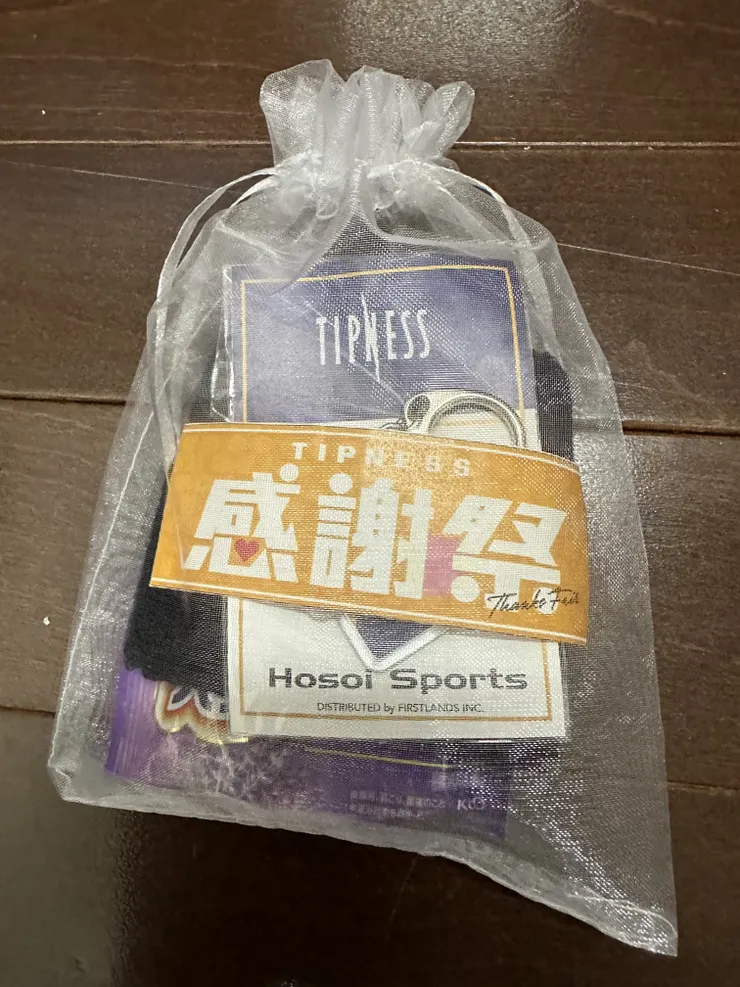 TIPNESS
TIPNESS
感謝祭
Thanks Fair
Hosoi Sports
DISTRIBUTED by FIRSTLANDS INC.